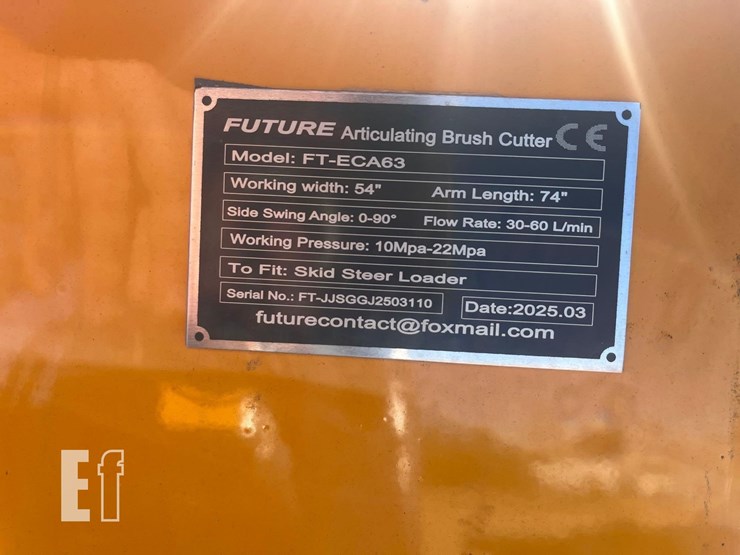 FUTURE Articulating Brush Cutter CE
Model: FT-ECA63
Working width: 54" Arm Length: 74"
Side Swing Angle: 0-90° Flow Rate: 30-60 L/min
Working Pressure: 10Mpa-22Mpa
To Fit: Skid Steer Loader
Serial No.: FT-JJSGGJ2503110 Date:2025.03
futurecontact@foxmail.com
Ef